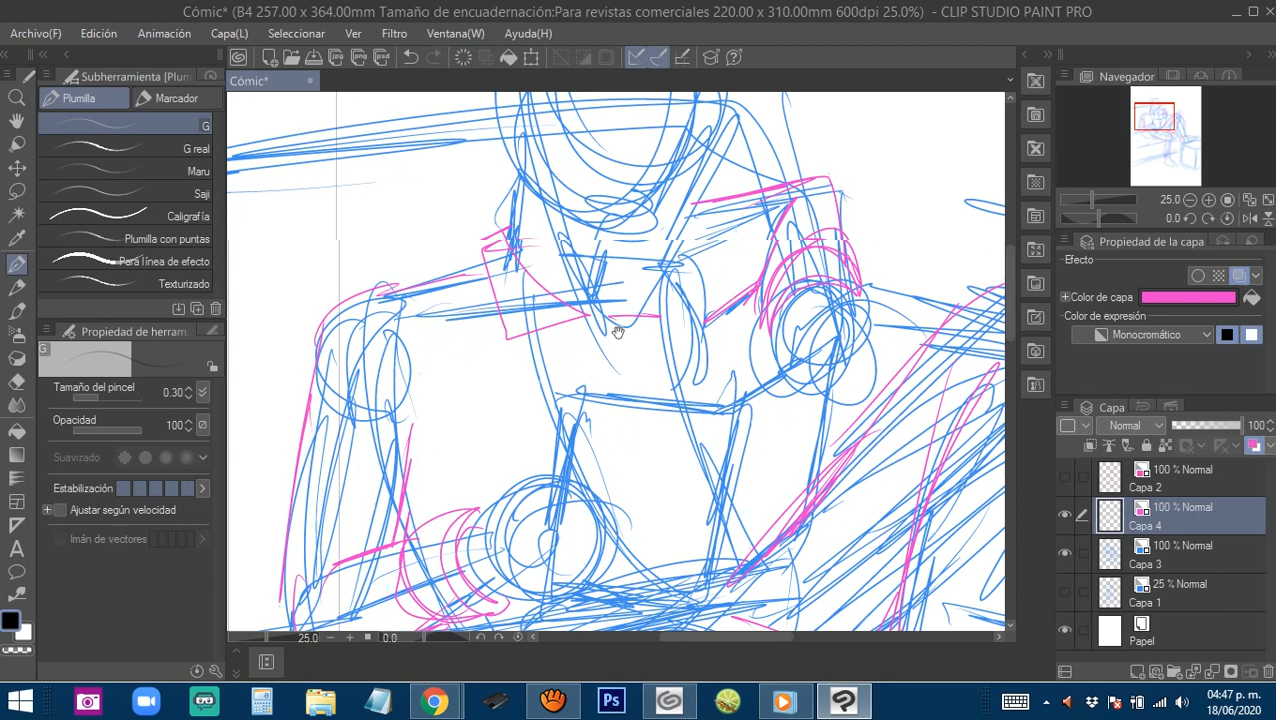 Cómic* (B4 257.00 x 364.00mm Tamaño de encuadernación:Para revistas comerciales 220.00 x 310.00mm 600dpi 25.0%) - CLIP STUDIO PAINT PRO
Archivo(F) Edición Animación Capa(L) Seleccionar Ver Filtro Ventana(W) Ayuda(H)
Subherramienta [Plum
Cómic*
Navegador
Plumilla Marcador
G
G real
Maru
Saji
Caligrafía
Plumilla con puntas
Para línea de efecto
Texturizado
25.0
0.0
Propiedad de la capa
Efecto
Color de capa
Color de expresión
Monocromático
Propiedad de herram
G
Tamaño del pincel 0.30
Opacidad 100
Suavizado
Estabilización
Ajustar según velocidad
Imán de vectores
Capa
Normal 100
100 % Normal
Capa 2
100 % Normal
Capa 4
100 % Normal
Capa 3
25 % Normal
Capa 1
Papel
25.0 0.0
Ps
04:47 p. m.
18/06/2020